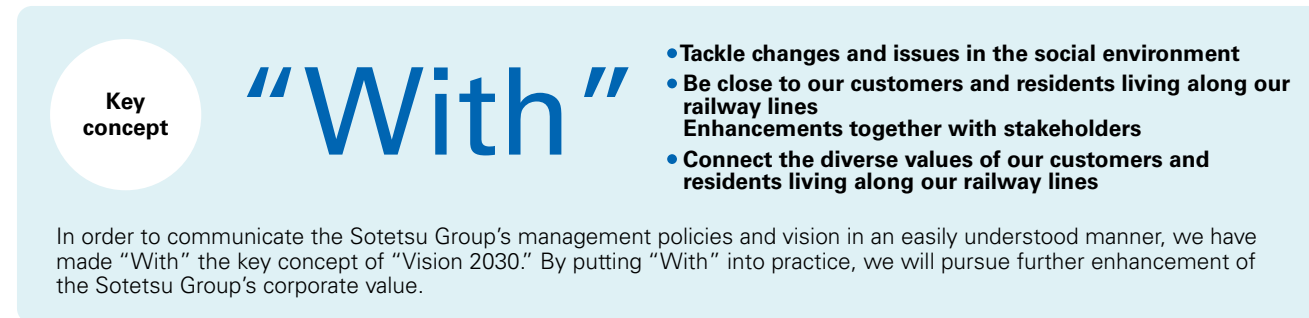 Key
concept
“With”
•Tackle changes and issues in the social environment
• Be close to our customers and residents living along our
railway lines
Enhancements together with stakeholders
• Connect the diverse values of our customers and
residents living along our railway lines
In order to communicate the Sotetsu Group’s management policies and vision in an easily understood manner, we have
made “With” the key concept of “Vision 2030.” By putting “With” into practice, we will pursue further enhancement of
the Sotetsu Group’s corporate value.